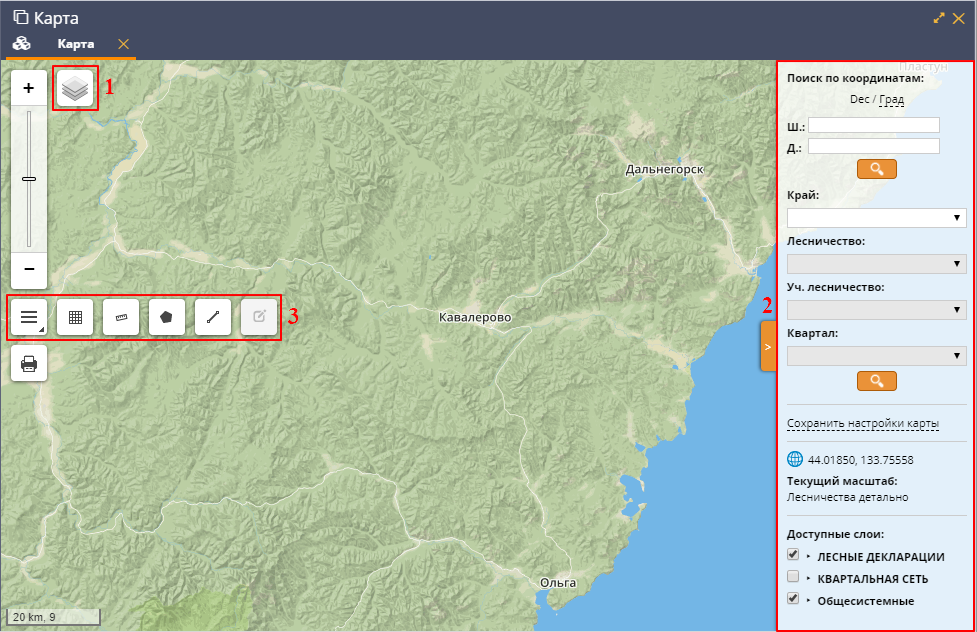 Карта
Карта
1
Пластун
Поиск по координатам:
Dec / Град
Ш.:
Д.:
Край:
Лесничество:
Уч. лесничество:
Квартал:
Дальнегорск
+
−
2
3
Кавалерово
>
Сохранить настройки карты
44.01850, 133.75558
Текущий масштаб:
Лесничества детально
Доступные слои:
ЛЕСНЫЕ ДЕКЛАРАЦИИ
КВАРТАЛЬНАЯ СЕТЬ
Общесистемные
Ольга
20 km, 9